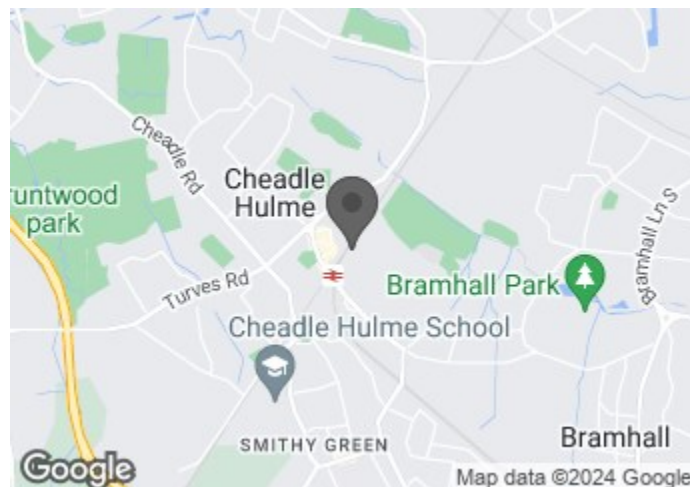 Cheadle Rd
Cheadle
Hulme
runtwood
park
Turves Rd
Bramhall Park
Bramhall Ln S
Cheadle Hulme School
SMITHY GREEN
Bramhall
Google
Map data ©2024 Google